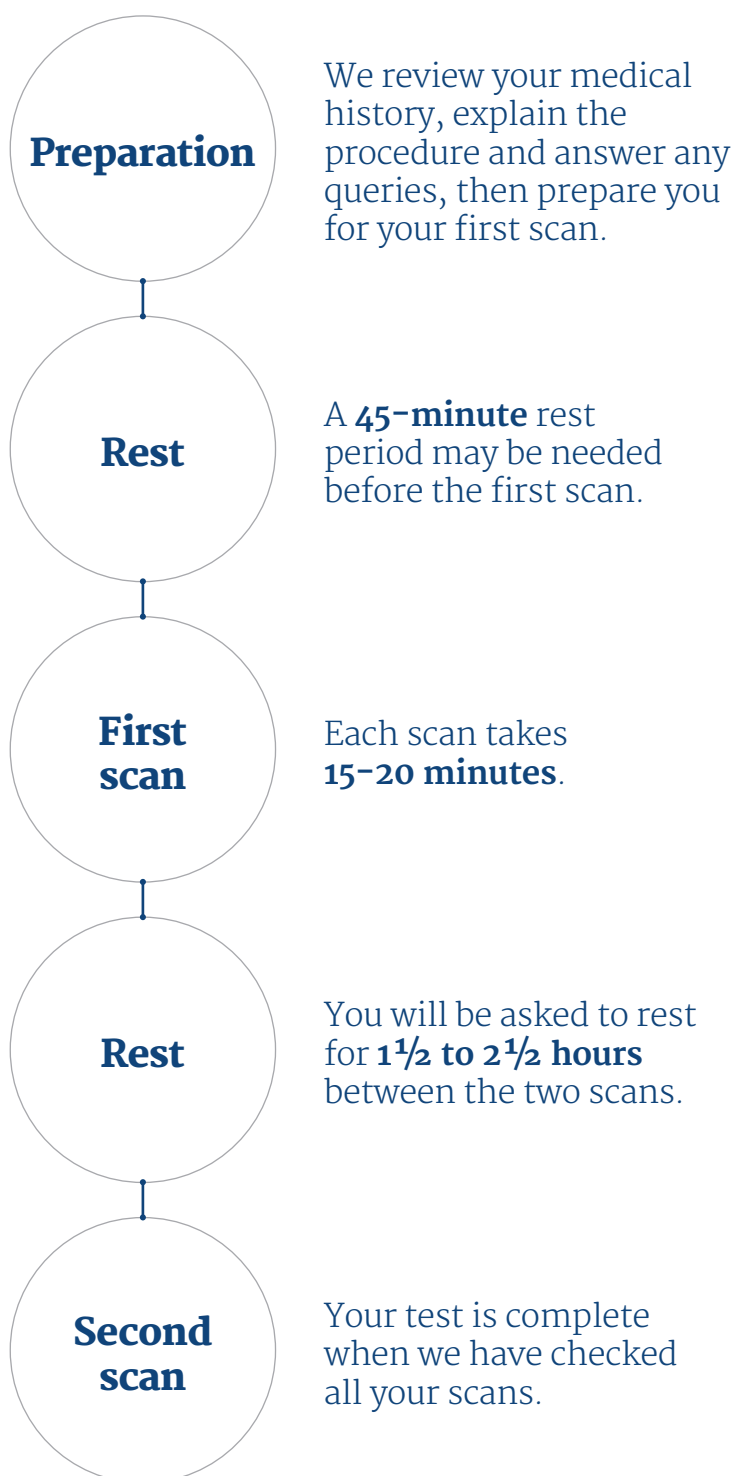 Preparation
We review your medical
history, explain the
procedure and answer any
queries, then prepare you
for your first scan.
Rest
A 45-minute rest
period may be needed
before the first scan.
First
scan
Each scan takes
15-20 minutes.
Rest
You will be asked to rest
for 1½ to 2½ hours
between the two scans.
Second
scan
Your test is complete
when we have checked
all your scans.